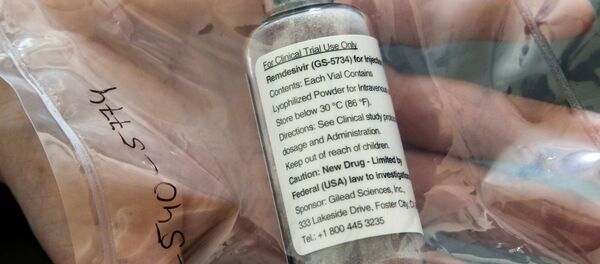 For Clinical Trial Use Only
Remdesivir (GS-5734) for Injection
Contents: Each Vial Contains
Lyophilized Powder for Intravenous
Store below 30 °C (86 °F).
Directions: See Clinical study
dosage and Administration.
Keep out of reach of children.
Caution: New Drug - Limited by
Federal (USA) law to
Sponsor: Gilead Sciences, Inc.,
333 Lakeside Drive, Foster City,
Tel.: +1 800 445 3235